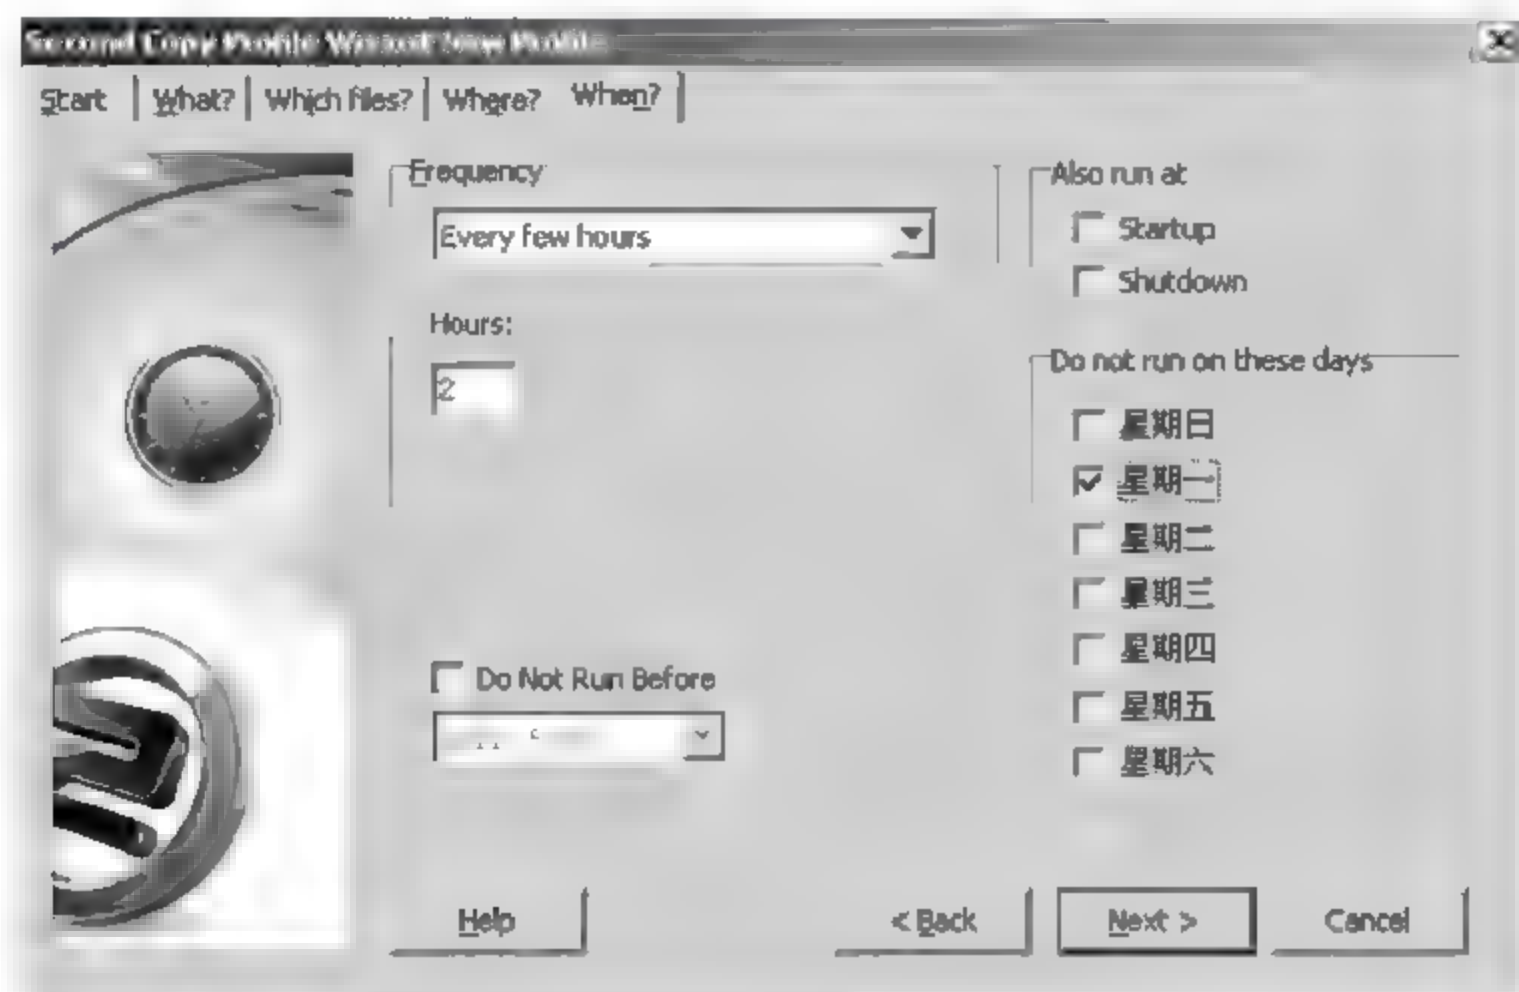 Second Copy Profile Wizard New Profile
Start What? Which files? Where? When?
Frequency
Every few hours
Hours:
2
Do Not Run Before
Also run at
Startup
Shutdown
Do not run on these days
星期日
星期一
星期二
星期三
星期四
星期五
星期六
Help < Back Next > Cancel